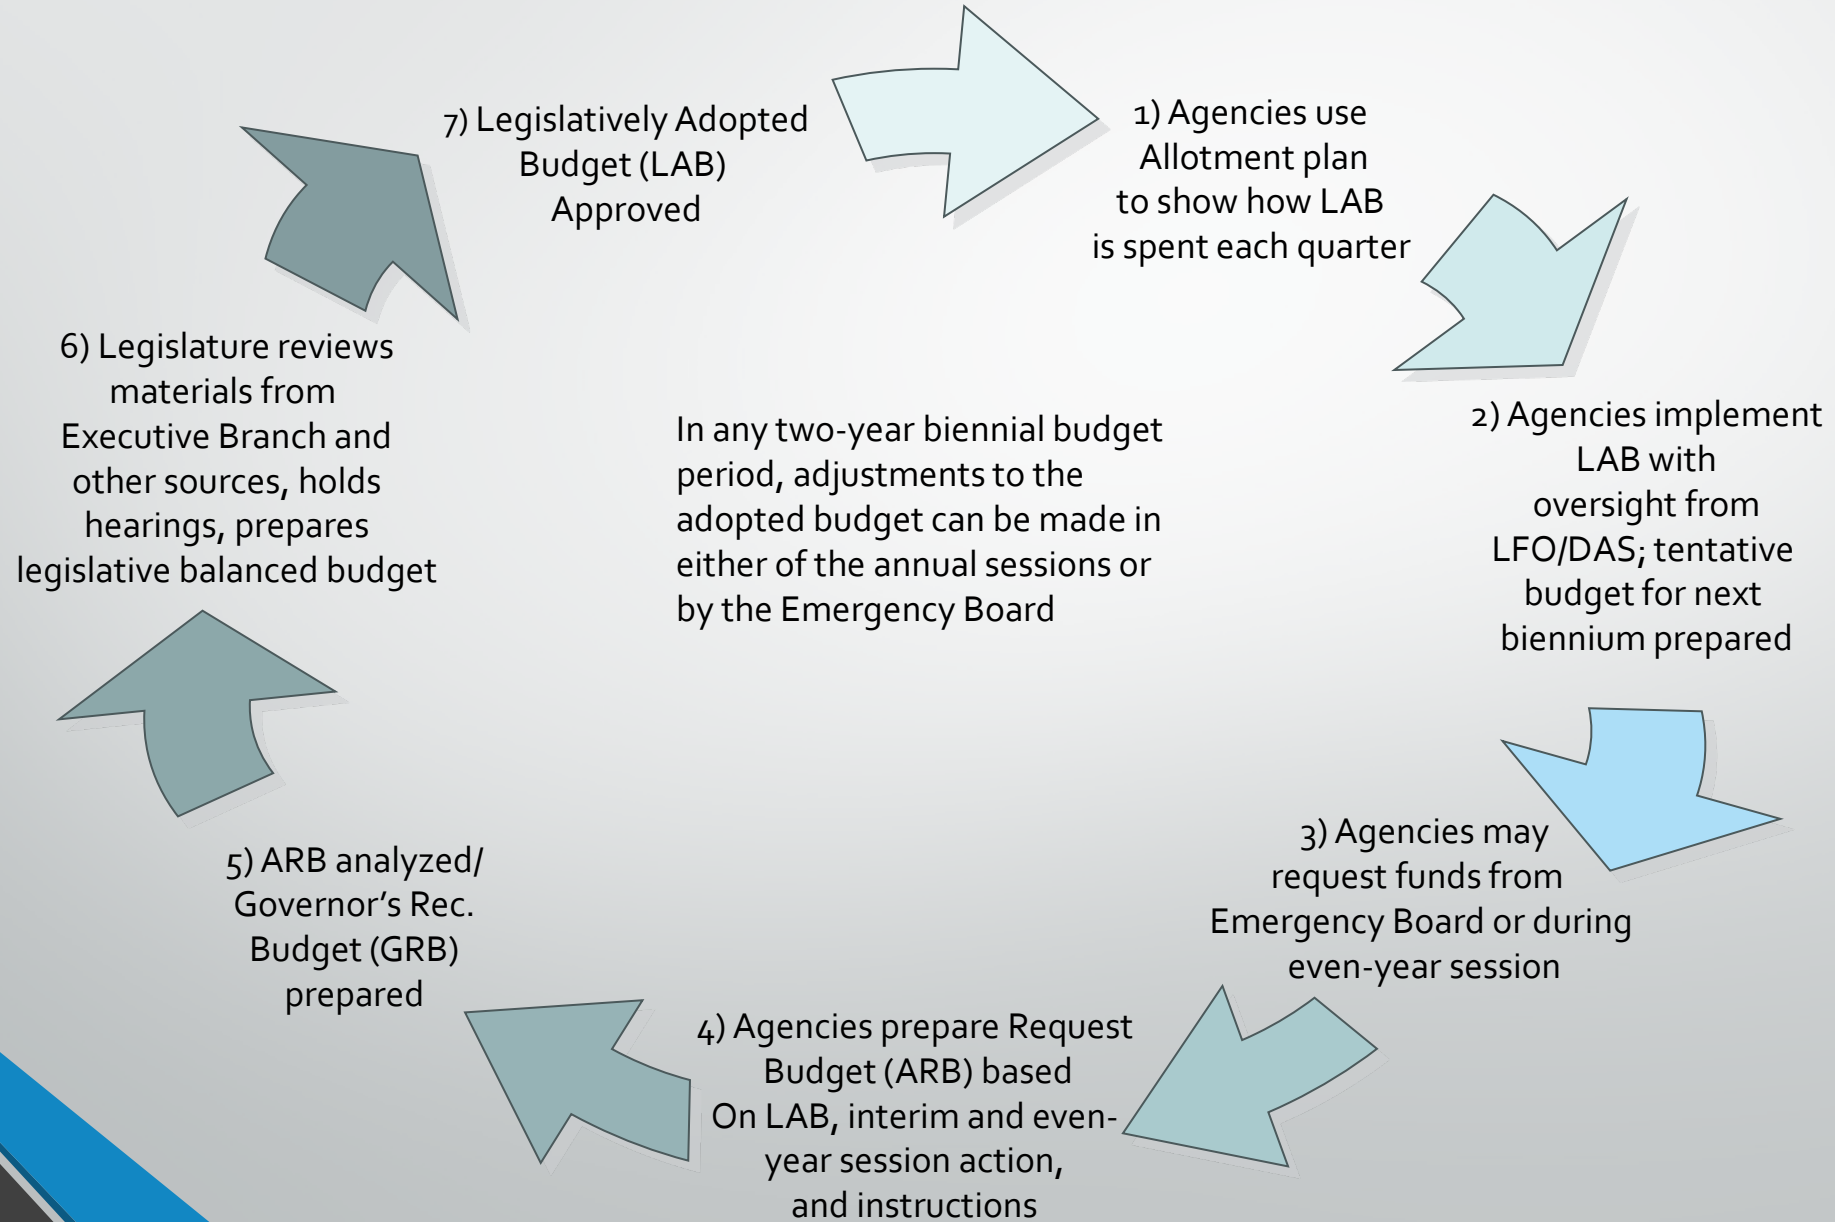 7) Legislatively Adopted
Budget (LAB)
Approved
1) Agencies use
Allotment plan
to show how LAB
is spent each quarter
2) Agencies implement
LAB with
oversight from
LFO/DAS; tentative
budget for next
biennium prepared
3) Agencies may
request funds from
Emergency Board or during
even-year session
4) Agencies prepare Request
Budget (ARB) based
On LAB, interim and even-
year session action,
and instructions
5) ARB analyzed/
Governor’s Rec.
Budget (GRB)
prepared
6) Legislature reviews
materials from
Executive Branch and
other sources, holds
hearings, prepares
legislative balanced budget
In any two-year biennial budget
period, adjustments to the
adopted budget can be made in
either of the annual sessions or
by the Emergency Board